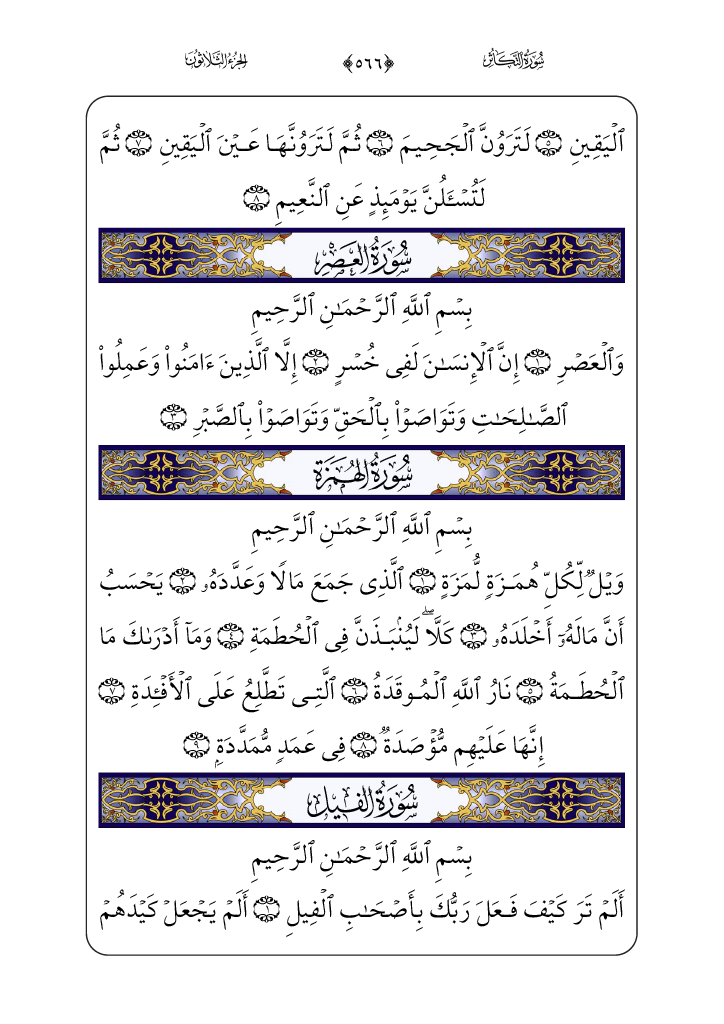 سُورَةُ التَّكَاثُرِ ﴿٥٦٦﴾ الجُزْءُ الثَّلَاثُونَ
ٱلۡيَقِينِ ٥ لَتَرَوُنَّ ٱلۡجَحِيمَ ٦ ثُمَّ لَتَرَوُنَّهَا عَيۡنَ ٱلۡيَقِينِ ٧ ثُمَّ
لَتُسۡـَٔلُنَّ يَوۡمَئِذٍ عَنِ ٱلنَّعِيمِ ٨
سُورَةُ العَصْرِ
بِسۡمِ ٱللَّهِ ٱلرَّحۡمَـٰنِ ٱلرَّحِيمِ
وَٱلۡعَصۡرِ ١ إِنَّ ٱلۡإِنسَـٰنَ لَفِى خُسۡرٍ ٢ إِلَّا ٱلَّذِينَ ءَامَنُوا۟ وَعَمِلُوا۟
ٱلصَّـٰلِحَـٰتِ وَتَوَاصَوۡا۟ بِٱلۡحَقِّ وَتَوَاصَوۡا۟ بِٱلصَّبۡرِ ٣
سُورَةُ الهُمَزَةِ
بِسۡمِ ٱللَّهِ ٱلرَّحۡمَـٰنِ ٱلرَّحِيمِ
وَيۡلٌ لِّكُلِّ هُمَزَةٍ لُّمَزَةٍ ١ ٱلَّذِى جَمَعَ مَالًا وَعَدَّدَهُۥ ٢ يَحۡسَبُ
أَنَّ مَالَهُۥٓ أَخۡلَدَهُۥ ٣ كَلَّاۖ لَيُنۢبَذَنَّ فِى ٱلۡحُطَمَةِ ٤ وَمَآ أَدۡرَىٰكَ مَا
ٱلۡحُطَمَةُ ٥ نَارُ ٱللَّهِ ٱلۡمُوقَدَةُ ٦ ٱلَّتِى تَطَّلِعُ عَلَى ٱلۡأَفۡـِٔدَةِ ٧
إِنَّهَا عَلَيۡهِم مُّؤۡصَدَةٌ ٨ فِى عَمَدٍ مُّمَدَّدَةٍۭ ٩
سُورَةُ الفِيلِ
بِسۡمِ ٱللَّهِ ٱلرَّحۡمَـٰنِ ٱلرَّحِيمِ
أَلَمۡ تَرَ كَيۡفَ فَعَلَ رَبُّكَ بِأَصۡحَـٰبِ ٱلۡفِيلِ ١ أَلَمۡ يَجۡعَلۡ كَيۡدَهُمۡ